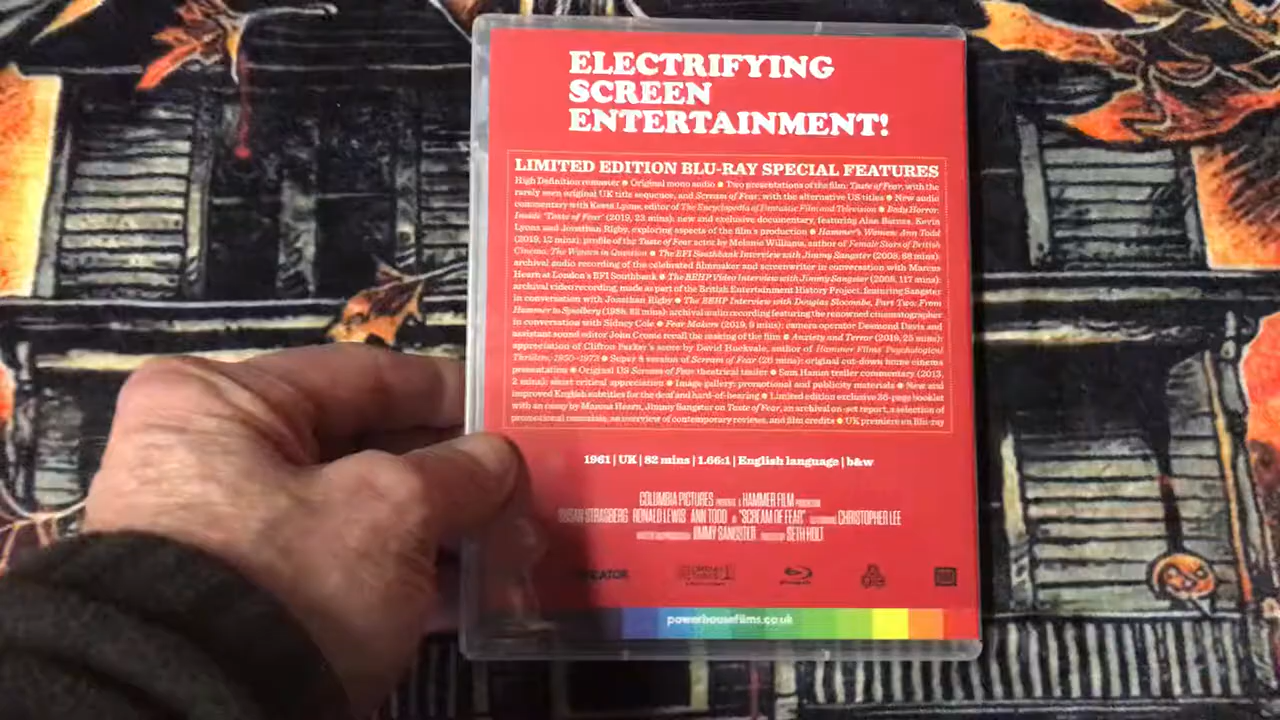 ELECTRIFYING
SCREEN
ENTERTAINMENT!
LIMITED EDITION BLU-RAY SPECIAL FEATURES
High Definition remaster ● Original mono audio ● Two presentations of the film: Taste of Fear, with the
rarely seen original UK title sequence, and Scream of Fear, with the alternative US titles ● New audio
commentary with Kevin Lyons, editor of The Encyclopedia of Fantastic Film and Television ● Body Horror:
Inside 'Taste of Fear' (2019, 23 mins): new and exclusive documentary, featuring Alan Barnes, Kevin
Lyons and Jonathan Rigby, exploring aspects of the film's production ● Hammer's Women: Ann Todd
(2019, 12 mins): profile of the Taste of Fear actor by Melanie Williams, author of Female Stars of British
Cinema: The Women in Question ● The BFI Southbank Interview with Jimmy Sangster (2008, 68 mins):
archival audio recording of the celebrated filmmaker and screenwriter in conversation with Marcus
Hearn at London's BFI Southbank ● The BEHP Video Interview with Jimmy Sangster (2008, 117 mins):
archival video recording, made as part of the British Entertainment History Project, featuring Sangster
in conversation with Jonathan Rigby ● The BEHP Interview with Douglas Slocombe, Part Two: From
Hammer to Spielberg (1988, mins): archival audio recording featuring the renowned cinematographer
in conversation with Sidney Cole ● Fear Makers (2019, 9 mins): camera operator Desmond Davis and
assistant sound editor John Crome recall the making of the film ● Anxiety and Terror (2019, 25 mins):
appreciation of Clifton Parker's score by David Huckvale, author of Hammer Films' Psychological
Thrillers, 1950–1972 ● Super 8 version of Scream of Fear (26 mins): original cut-down home cinema
presentation ● Original US Scream of Fear theatrical trailer ● Sam Hamm trailer commentary (2013,
2 mins): short critical appreciation ● Image gallery: promotional and publicity materials ● New and
improved English subtitles for the deaf and hard-of-hearing ● Limited edition exclusive 36-page booklet
with an essay by Marcus Hearn, Jimmy Sangster on Taste of Fear, an archival on-set report, a selection of
promotional materials, an overview of contemporary reviews, and film credits ● UK premiere on Blu-ray
1961 | UK | 82 mins | 1.66:1 | English language | b&w
COLUMBIA PICTURES PRESENTS A HAMMER FILM PRODUCTION
SUSAN STRASBERG RONALD LEWIS ANN TODD IN "SCREAM OF FEAR" CHRISTOPHER LEE
JIMMY SANGSTER SETH HOLT
powerhousefilms.co.uk